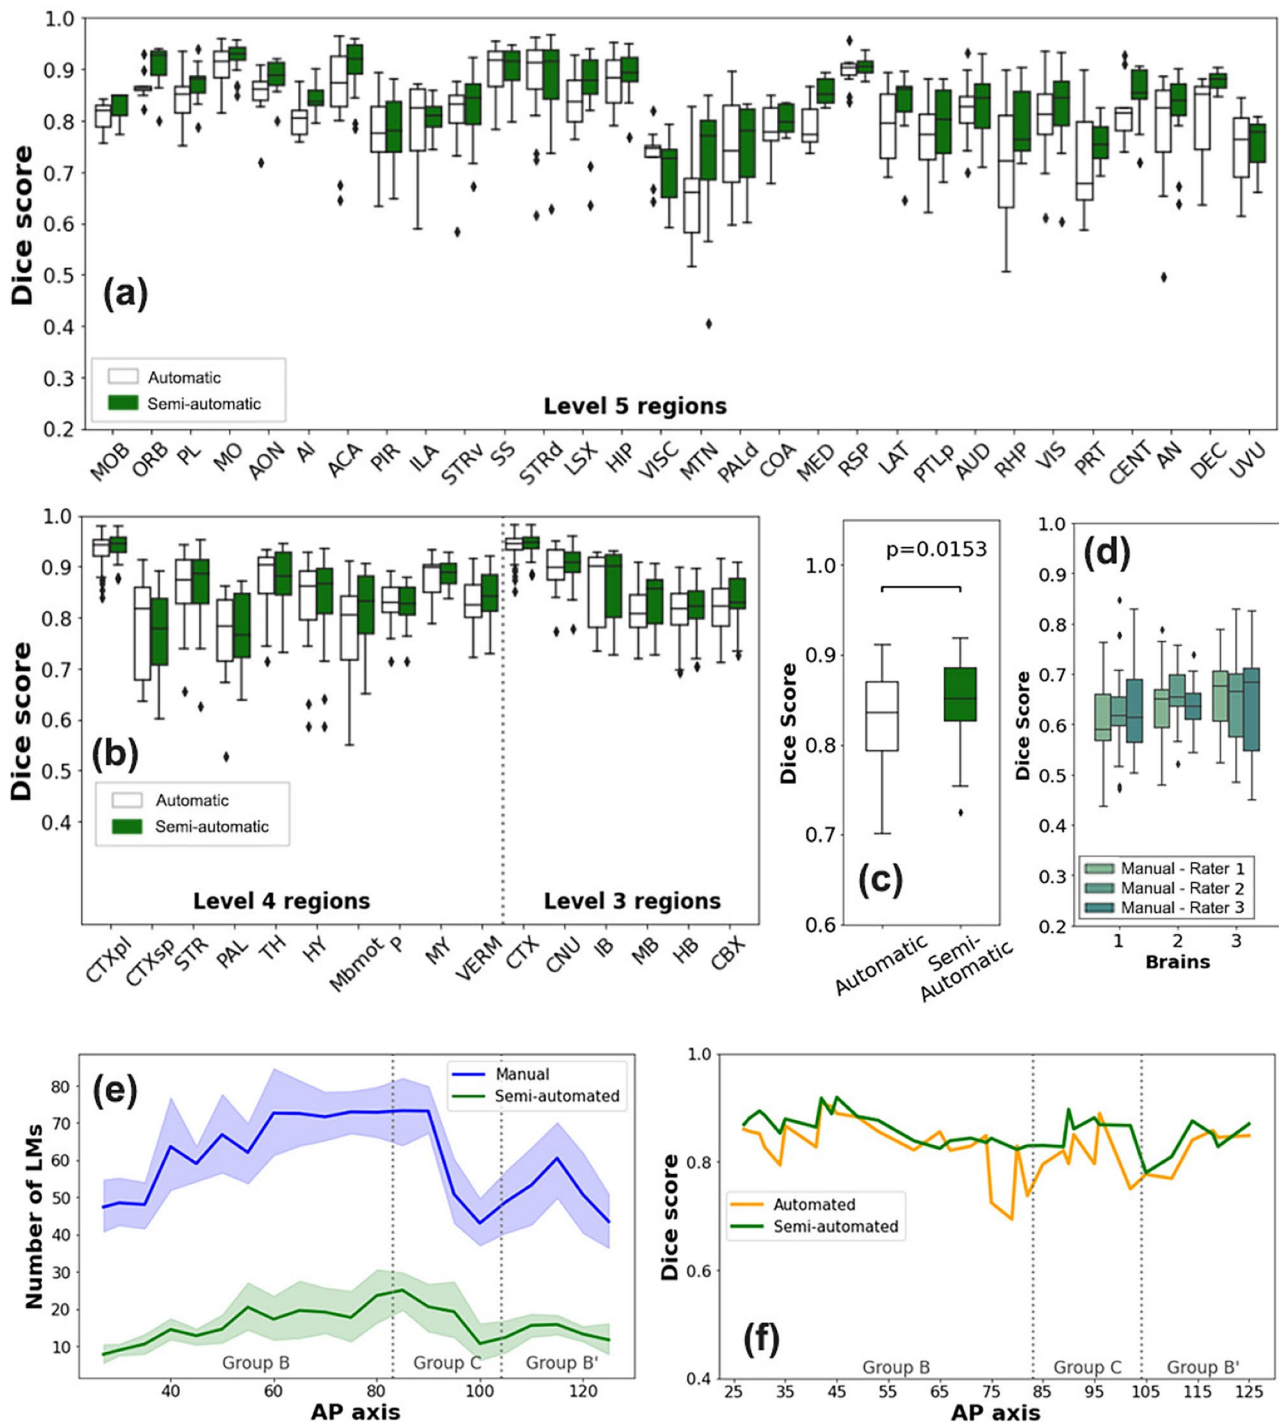 1.0
0.9
0.8
0.7
0.6
0.5
0.4
0.3
0.2
Dice score
(a)
Automatic
Semi-automatic
Level 5 regions
MOB ORB PL MO AON AI ACA PIR ILA STRv SS STRd LSX HIP VISC MTN PALd COA MED RSP LAT PTLp AUD RHP VIS PRT CENT AN DEC UVU
1.0
0.9
0.8
0.7
0.6
0.5
0.4
Dice score
(b)
Automatic
Semi-automatic
Level 4 regions Level 3 regions
CTXpl CTXsp STR PAL TH HY Mbmot P MY VERM CTX CNU IB MB HB CBX
p=0.0153
1.0
0.9
0.8
0.7
0.6
Dice Score
(c)
Automatic
Semi-
Automatic
(d)
1.0
0.9
0.8
0.7
0.6
0.5
0.4
0.3
0.2
Dice Score
Manual - Rater 1
Manual - Rater 2
Manual - Rater 3
1 2 3
Brains
(e)
Manual
Semi-automated
80
70
60
50
40
30
20
10
Number of LMs
Group B Group C Group B'
40 60 80 100 120
AP axis
1.0
0.8
0.6
0.4
Dice score
Automated
Semi-automated
(f)
Group B Group C Group B'
25 35 45 55 65 75 85 95 105 115 125
AP axis